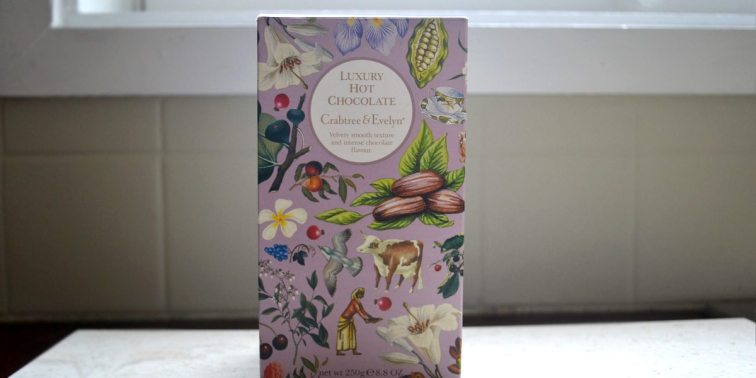 LUXURY
HOT
CHOCOLATE
Crabtree & Evelyn®
Velvety smooth texture
and intense chocolate
flavour.
net wt 250g ℮ 8.8 OZ